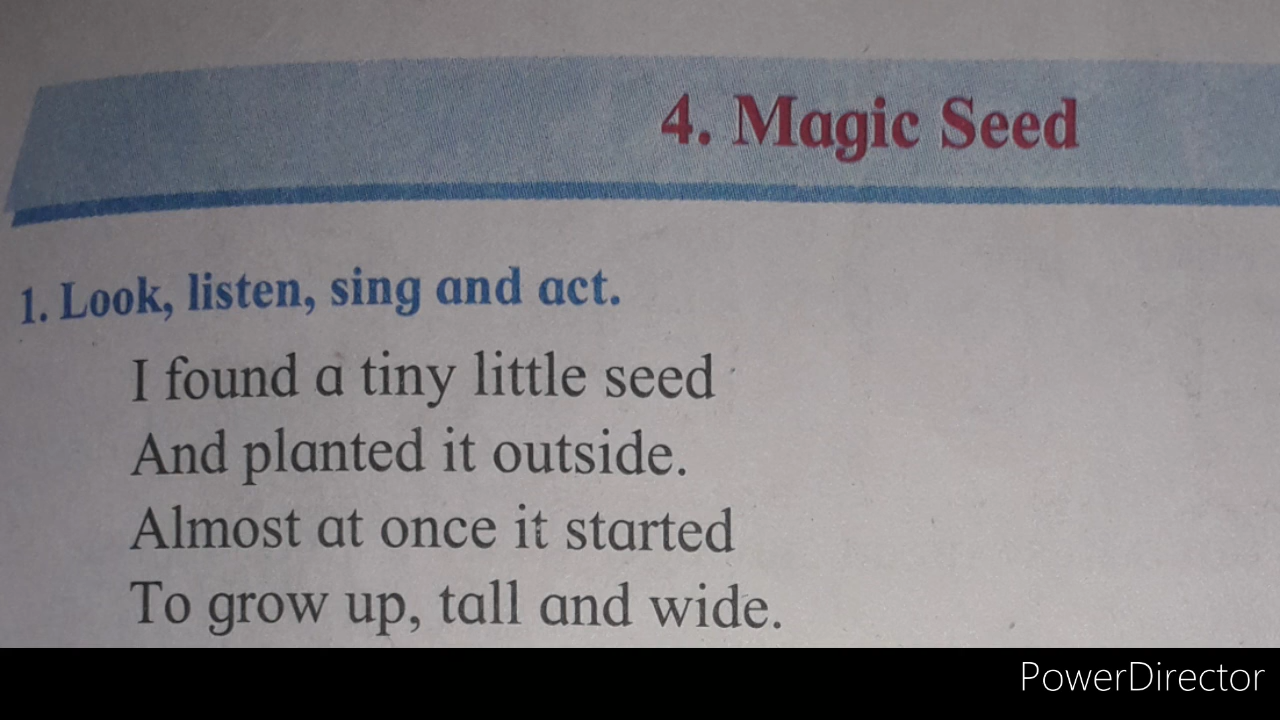 4. Magic Seed
1. Look, listen, sing and act.
I found a tiny little seed
And planted it outside.
Almost at once it started
To grow up, tall and wide.
PowerDirector